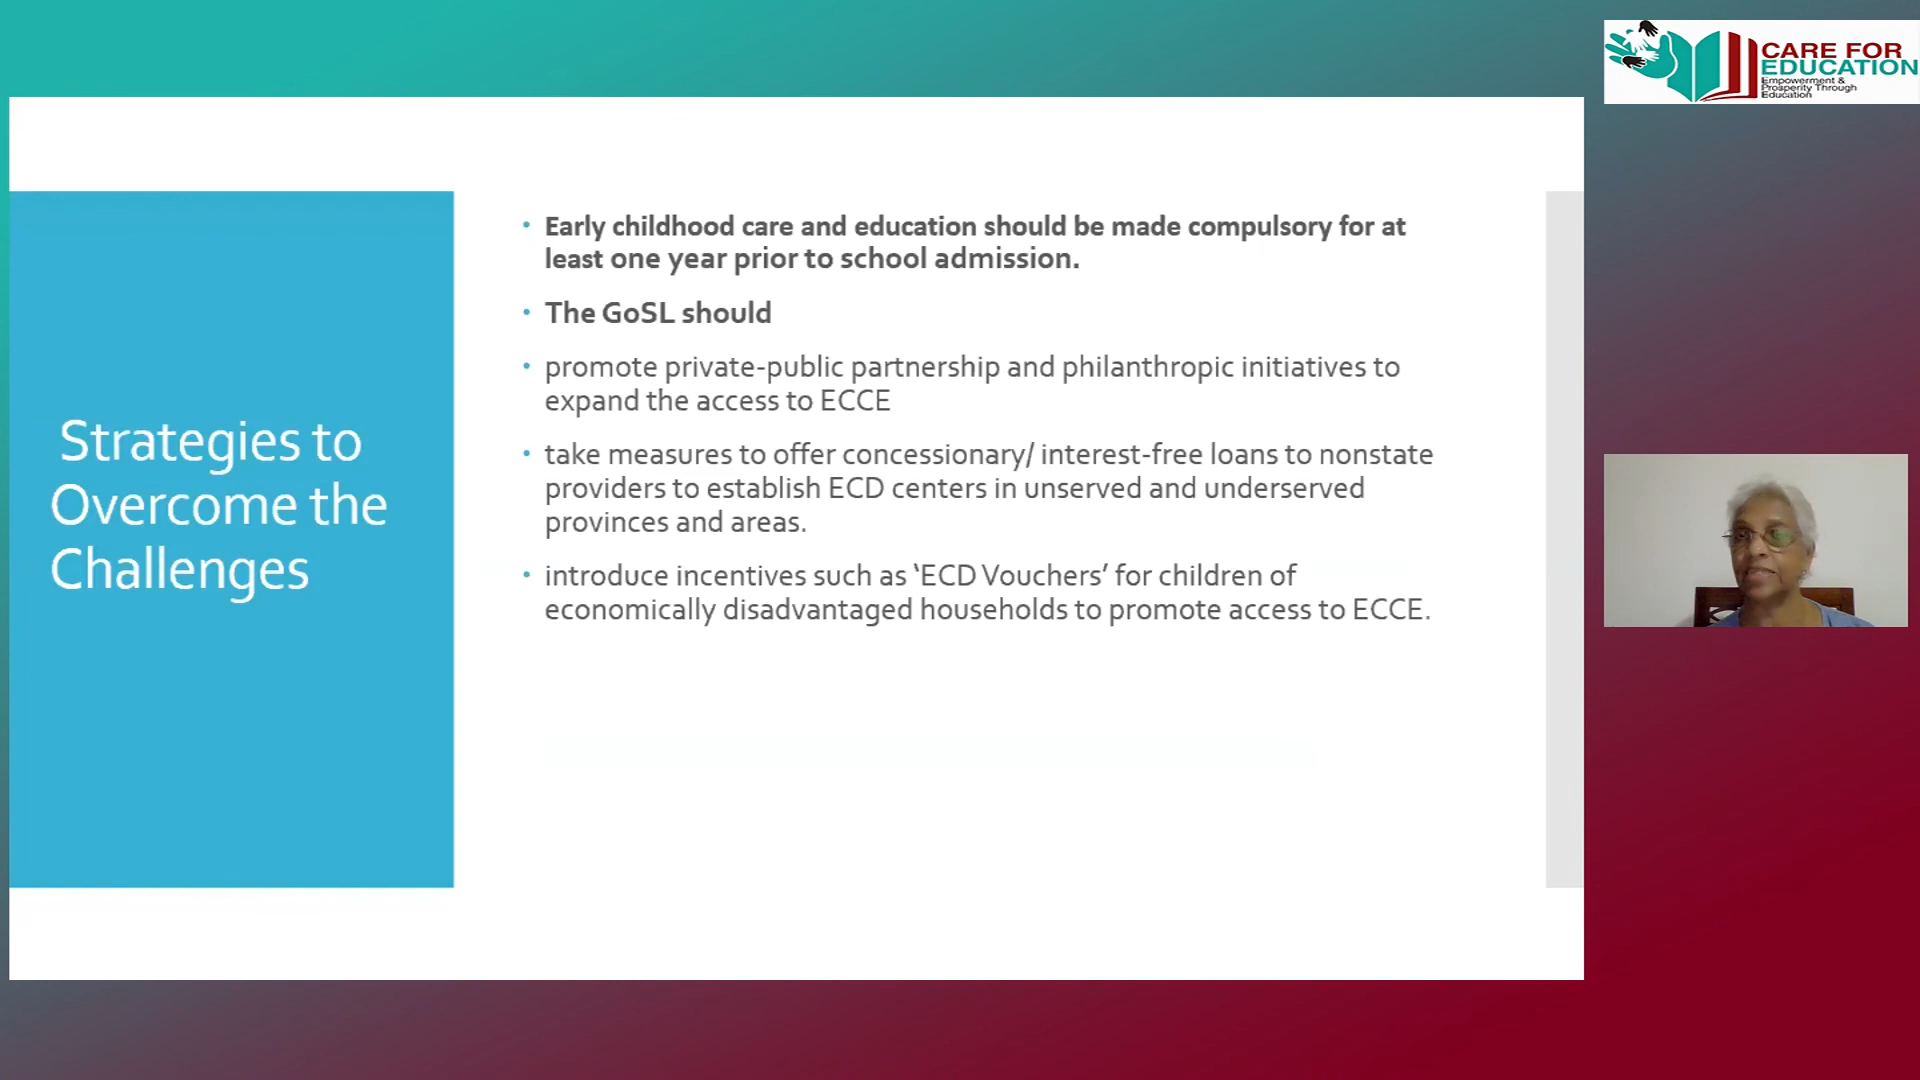 CARE FOR
EDUCATION
Empowerment &
Prosperity Through
Education
Strategies to
Overcome the
Challenges
• Early childhood care and education should be made compulsory for at
least one year prior to school admission.
• The GoSL should
• promote private-public partnership and philanthropic initiatives to
expand the access to ECCE
• take measures to offer concessionary/ interest-free loans to nonstate
providers to establish ECD centers in unserved and underserved
provinces and areas.
• introduce incentives such as ‘ECD Vouchers’ for children of
economically disadvantaged households to promote access to ECCE.